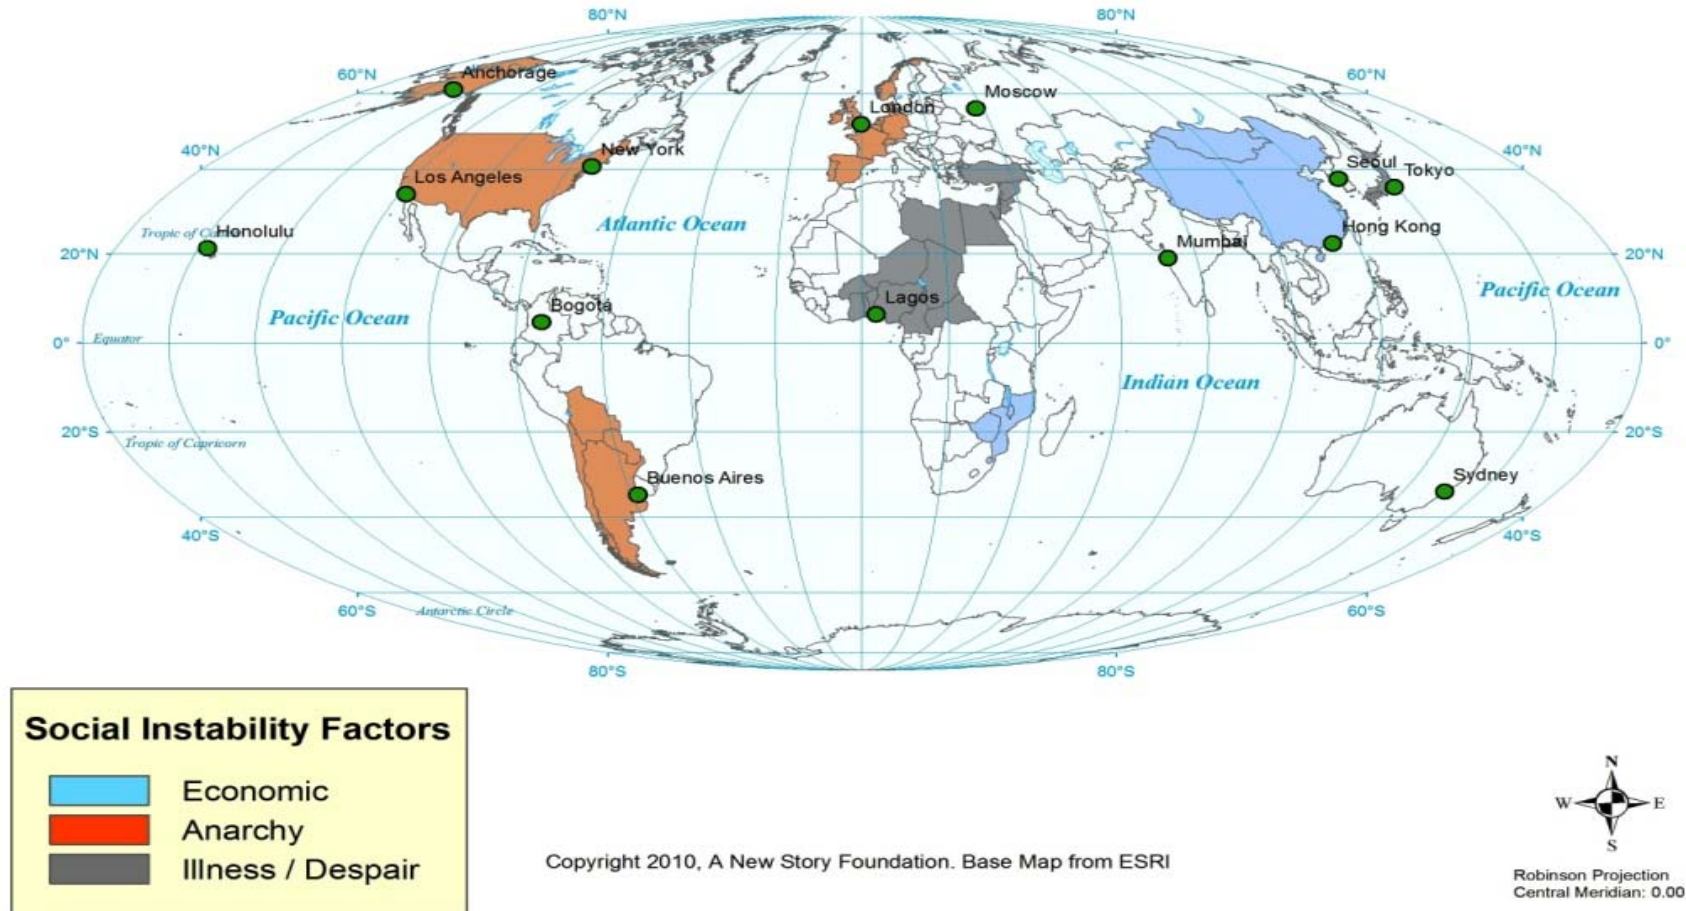 80°N 80°N
60°N 60°N
Anchorage
Moscow
London
40°N 40°N
New York
Seoul
Tokyo
Los Angeles
Atlantic Ocean
Hong Kong
Honolulu
Tropic of
Mumbai
20°N 20°N
Pacific Ocean
Lagos
Bogotá
Pacific Ocean
Equator
0° 0°
Indian Ocean
20°S 20°S
Tropic of Capricorn
Buenos Aires
Sydney
40°S 40°S
60°S 60°S
Antarctic Circle
80°S 80°S
Social Instability Factors
Economic
Anarchy
Illness / Despair
Copyright 2010, A New Story Foundation. Base Map from ESRI
N
W E
S
Robinson Projection
Central Meridian: 0.00